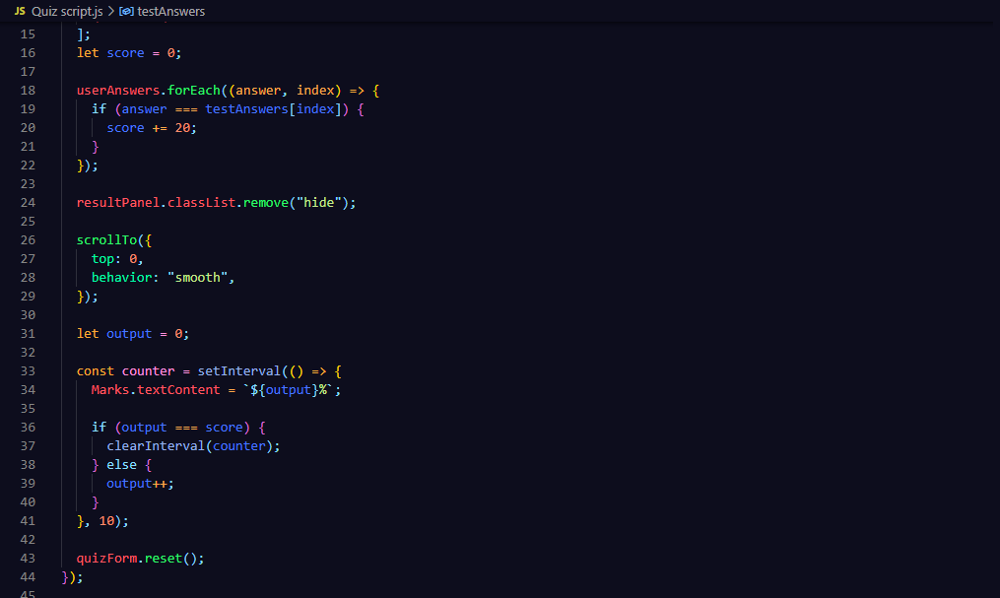 JS Quiz script.js > testAnswers
15 ];
16 let score = 0;
17
18 userAnswers.forEach((answer, index) => {
19 if (answer === testAnswers[index]) {
20 score += 20;
21 }
22 });
23
24 resultPanel.classList.remove("hide");
25
26 scrollTo({
27 top: 0,
28 behavior: "smooth",
29 });
30
31 let output = 0;
32
33 const counter = setInterval(() => {
34 Marks.textContent = `${output}%`;
35
36 if (output === score) {
37 clearInterval(counter);
38 } else {
39 output++;
40 }
41 }, 10);
42
43 quizForm.reset();
44 });
45